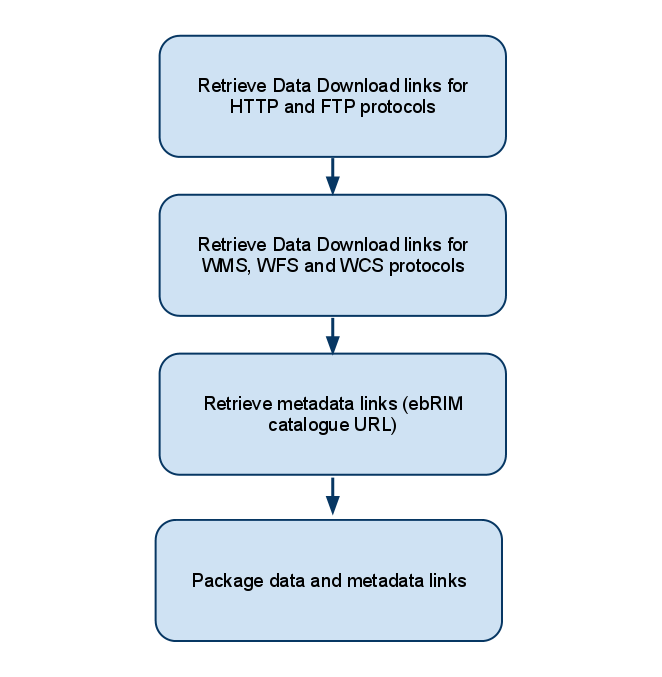 Retrieve Data Download links for
HTTP and FTP protocols
Retrieve Data Download links for
WMS, WFS and WCS protocols
Retrieve metadata links (ebRIM
catalogue URL)
Package data and metadata links